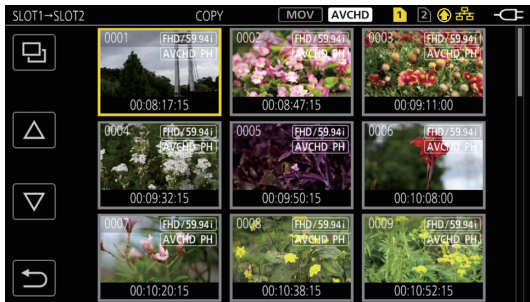 SLOT1→SLOT2 COPY MOV AVCHD 1 2
0001 FHD/59.94i
AVCHD PH
00:08:17:15
0002 FHD/59.94i
AVCHD PH
00:08:47:15
0003 FHD/59.94i
AVCHD PH
00:09:11:00
0004 FHD/59.94i
AVCHD PH
00:09:32:15
0005 FHD/59.94i
AVCHD PH
00:09:50:15
0006 FHD/59.94i
AVCHD PH
00:10:08:00
0007 FHD/59.94i
AVCHD PH
00:10:20:15
0008 FHD/59.94i
AVCHD PH
00:10:38:15
0009 FHD/59.94i
AVCHD PH
00:10:52:15